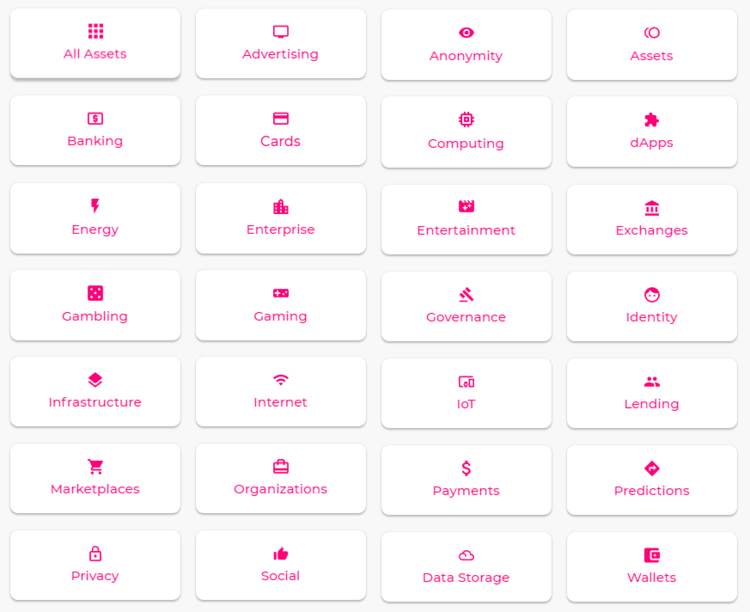 All Assets
Advertising
Anonymity
Assets
Banking
Cards
Computing
dApps
Energy
Enterprise
Entertainment
Exchanges
Gambling
Gaming
Governance
Identity
Infrastructure
Internet
IoT
Lending
Marketplaces
Organizations
Payments
Predictions
Privacy
Social
Data Storage
Wallets